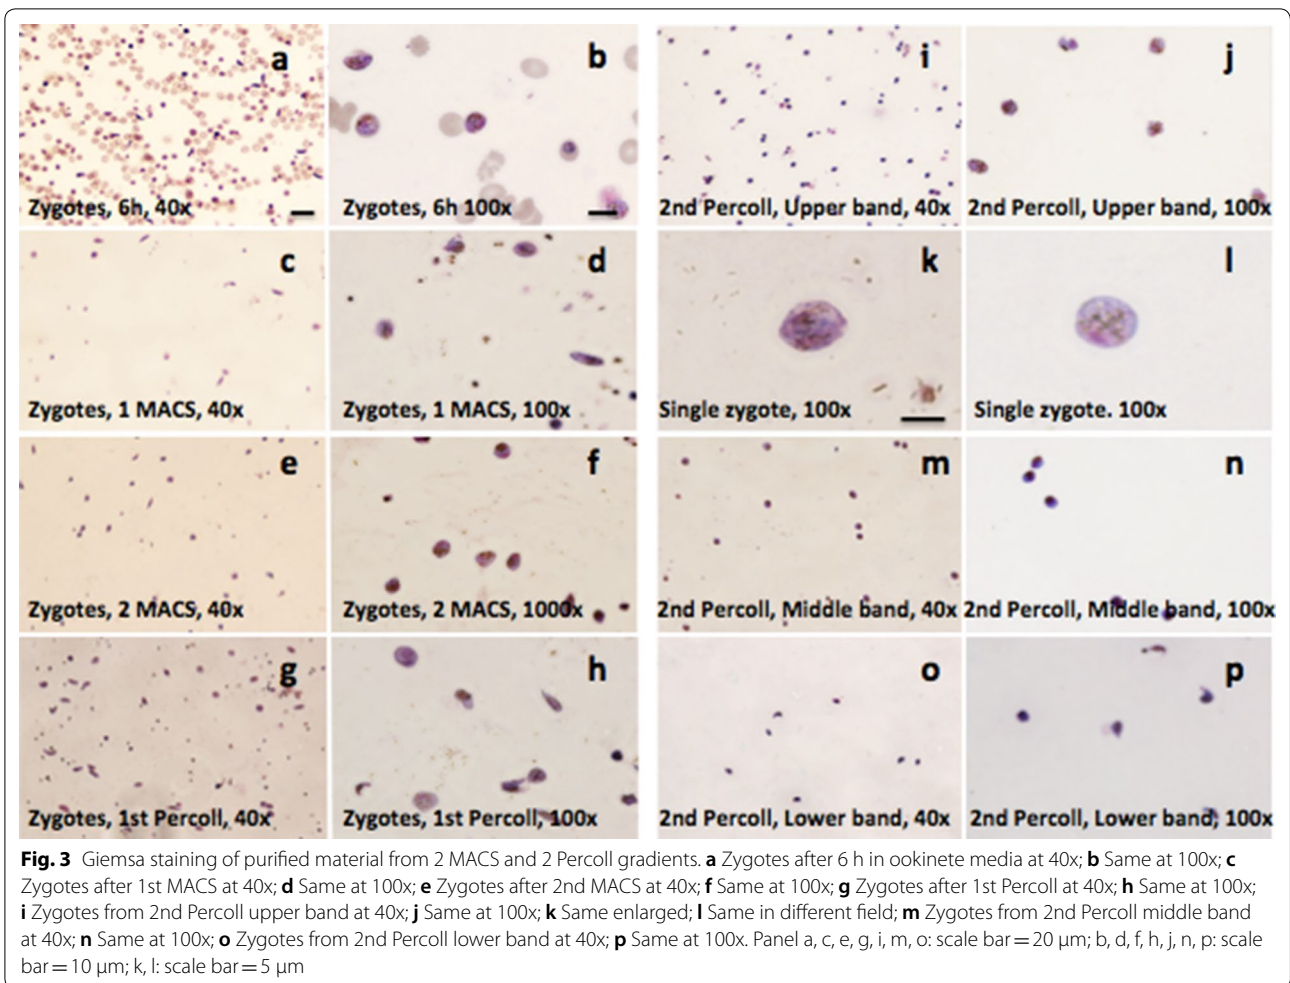 a
Zygotes, 6h, 40x
b
Zygotes, 6h 100x
i
2nd Percoll, Upper band, 40x
j
2nd Percoll, Upper band, 100x
c
Zygotes, 1 MACS, 40x
d
Zygotes, 1 MACS, 100x
k
Single zygote, 100x
l
Single zygote. 100x
e
Zygotes, 2 MACS, 40x
f
Zygotes, 2 MACS, 1000x
m
2nd Percoll, Middle band, 40x
n
2nd Percoll, Middle band, 100x
g
Zygotes, 1st Percoll, 40x
h
Zygotes, 1st Percoll, 100x
o
2nd Percoll, Lower band, 40x
p
2nd Percoll, Lower band, 100x
Fig. 3 Giemsa staining of purified material from 2 MACS and 2 Percoll gradients. a Zygotes after 6 h in ookinete media at 40x; b Same at 100x; c
Zygotes after 1st MACS at 40x; d Same at 100x; e Zygotes after 2nd MACS at 40x; f Same at 100x; g Zygotes after 1st Percoll at 40x; h Same at 100x;
i Zygotes from 2nd Percoll upper band at 40x; j Same at 100x; k Same enlarged; l Same in different field; m Zygotes from 2nd Percoll middle band
at 40x; n Same at 100x; o Zygotes from 2nd Percoll lower band at 40x; p Same at 100x. Panel a, c, e, g, i, m, o: scale bar = 20 µm; b, d, f, h, j, n, p: scale
bar = 10 µm; k, l: scale bar = 5 µm